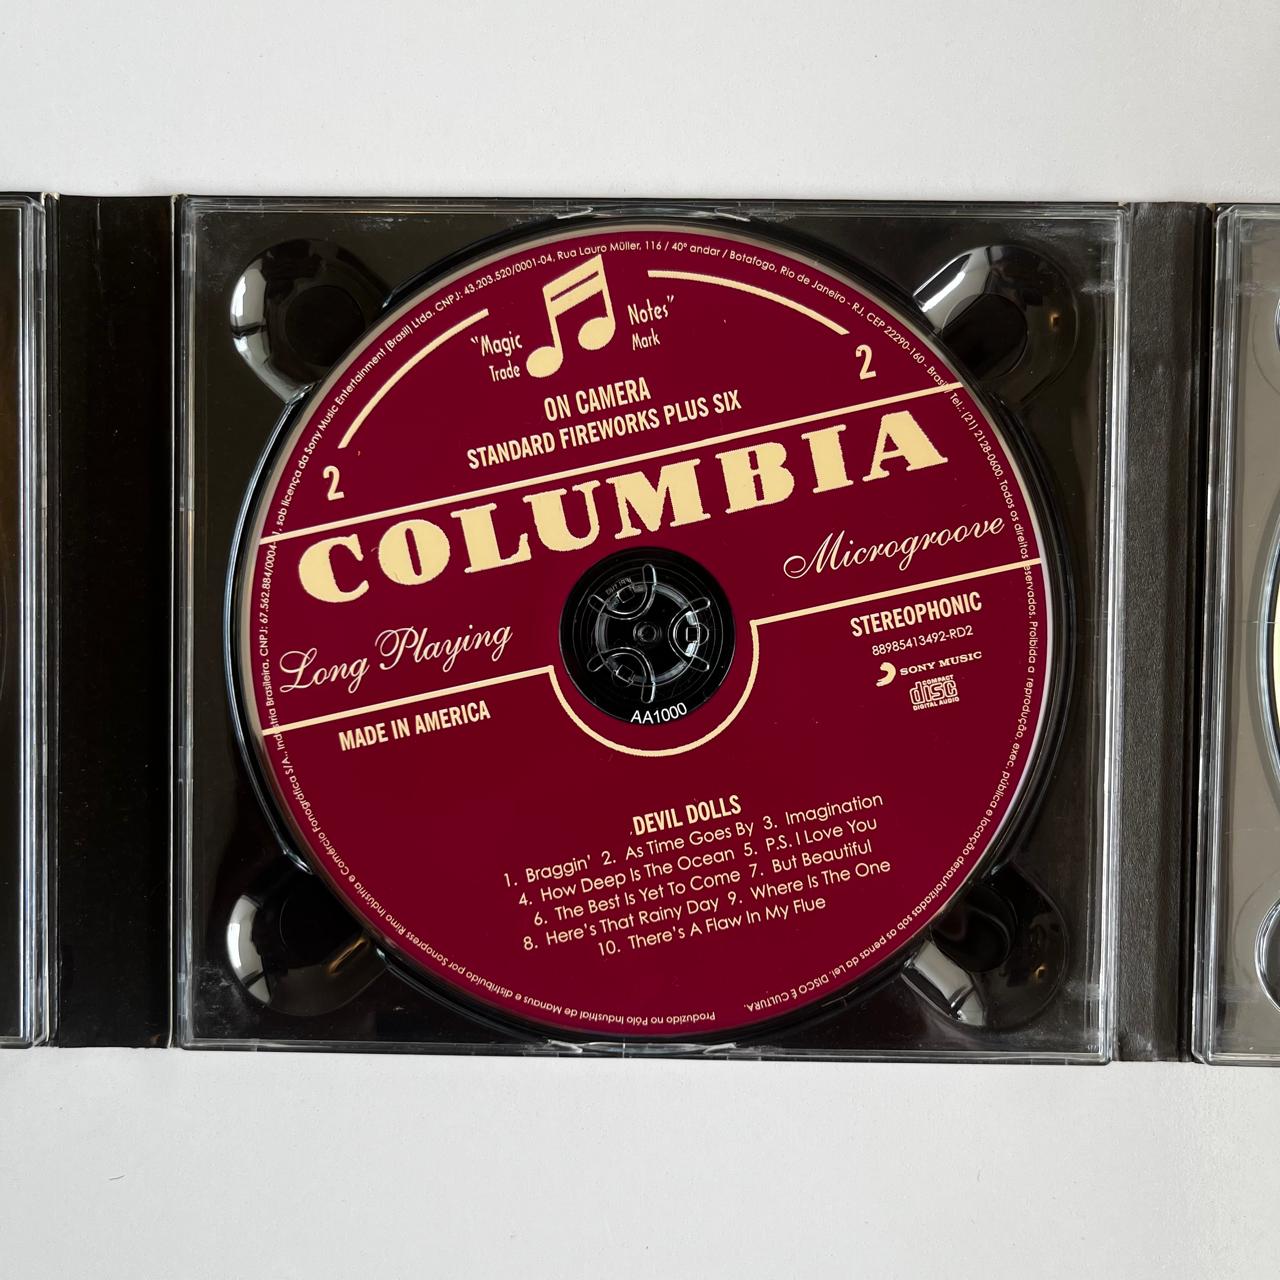 sob licença da Sony Music Entertainment (Brasil) Ltda. CNPJ: 43.203.520/0001-04, Rua Lauro Müller, 116 / 40º andar / Botafogo, Rio de Janeiro - RJ, CEP 22290-160 - Brasil Tel.: (21) 2128-0600. Todos os direitos reservados. Proibida a reprodução, exec. pública e locação desautorizadas sob as penas da Lei. DISCO É CULTURA.
"Magic Notes"
Trade Mark
2
2
ON CAMERA
STANDARD FIREWORKS PLUS SIX
COLUMBIA
Microgroove
Long Playing
STEREOPHONIC
88985413492-RD2
SONY MUSIC
COMPACT
disc
DIGITAL AUDIO
MADE IN AMERICA
AA1000
DEVIL DOLLS
1. Braggin' 2. As Time Goes By 3. Imagination
4. How Deep Is The Ocean 5. P.S. I Love You
6. The Best Is Yet To Come 7. But Beautiful
8. Here's That Rainy Day 9. Where Is The One
10. There's A Flaw In My Flue
Produzido no Pólo Industrial de Manaus e distribuído por Sonopress Rimo Indústria e Comércio Fonográfica S/A., Indústria Brasileira, CNPJ: 67.562.884/0004-